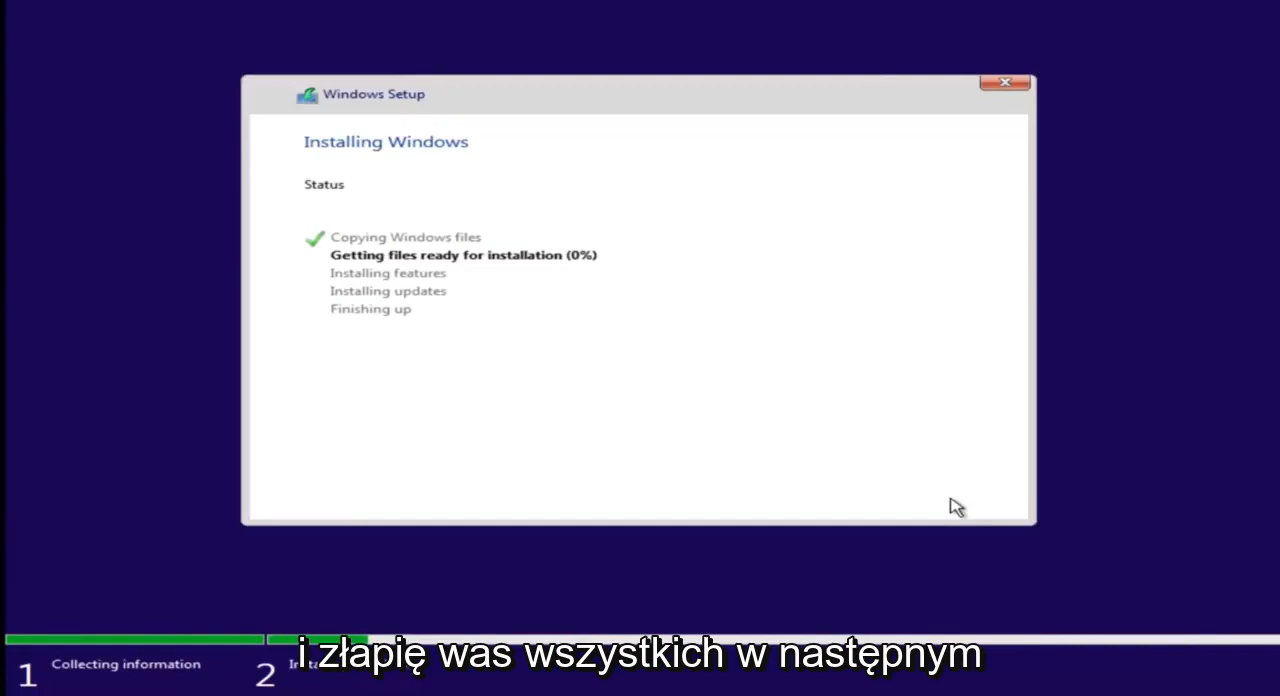 Windows Setup
Installing Windows
Status
Copying Windows files
Getting files ready for installation (0%)
Installing features
Installing updates
Finishing up
1 Collecting information
2
i złapię was wszystkich w następnym